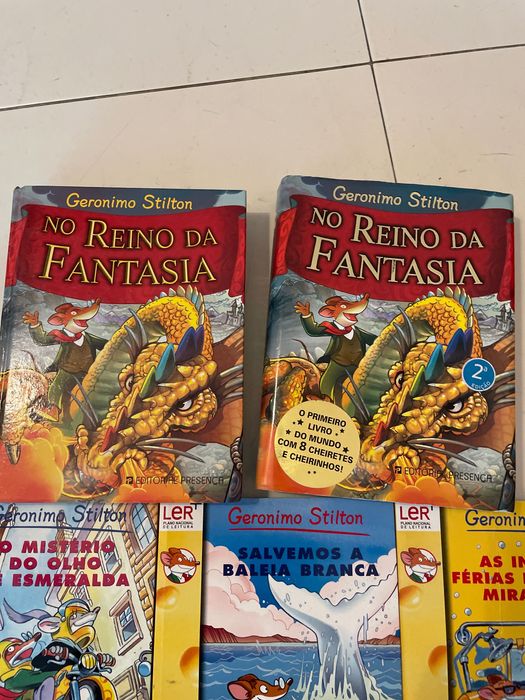 Geronimo Stilton
NO REINO DA
FANTASIA
EDITORIAL PRESENÇA
Geronimo Stilton
NO REINO DA
FANTASIA
2ª
EDIÇÃO
O PRIMEIRO
LIVRO
DO MUNDO
COM 8 CHEIRETES
E CHEIRINHOS!
EDITORIAL PRESENÇA
Geronimo Stilton
O MISTÉRIO
DO OLHO
E ESMERALDA
LER+
PLANO NACIONAL
DE LEITURA
Geronimo Stilton
SALVEMOS A
BALEIA BRANCA
LER+
PLANO NACIONAL
DE LEITURA
Geroni
AS IN
FÉRIAS
MIRA